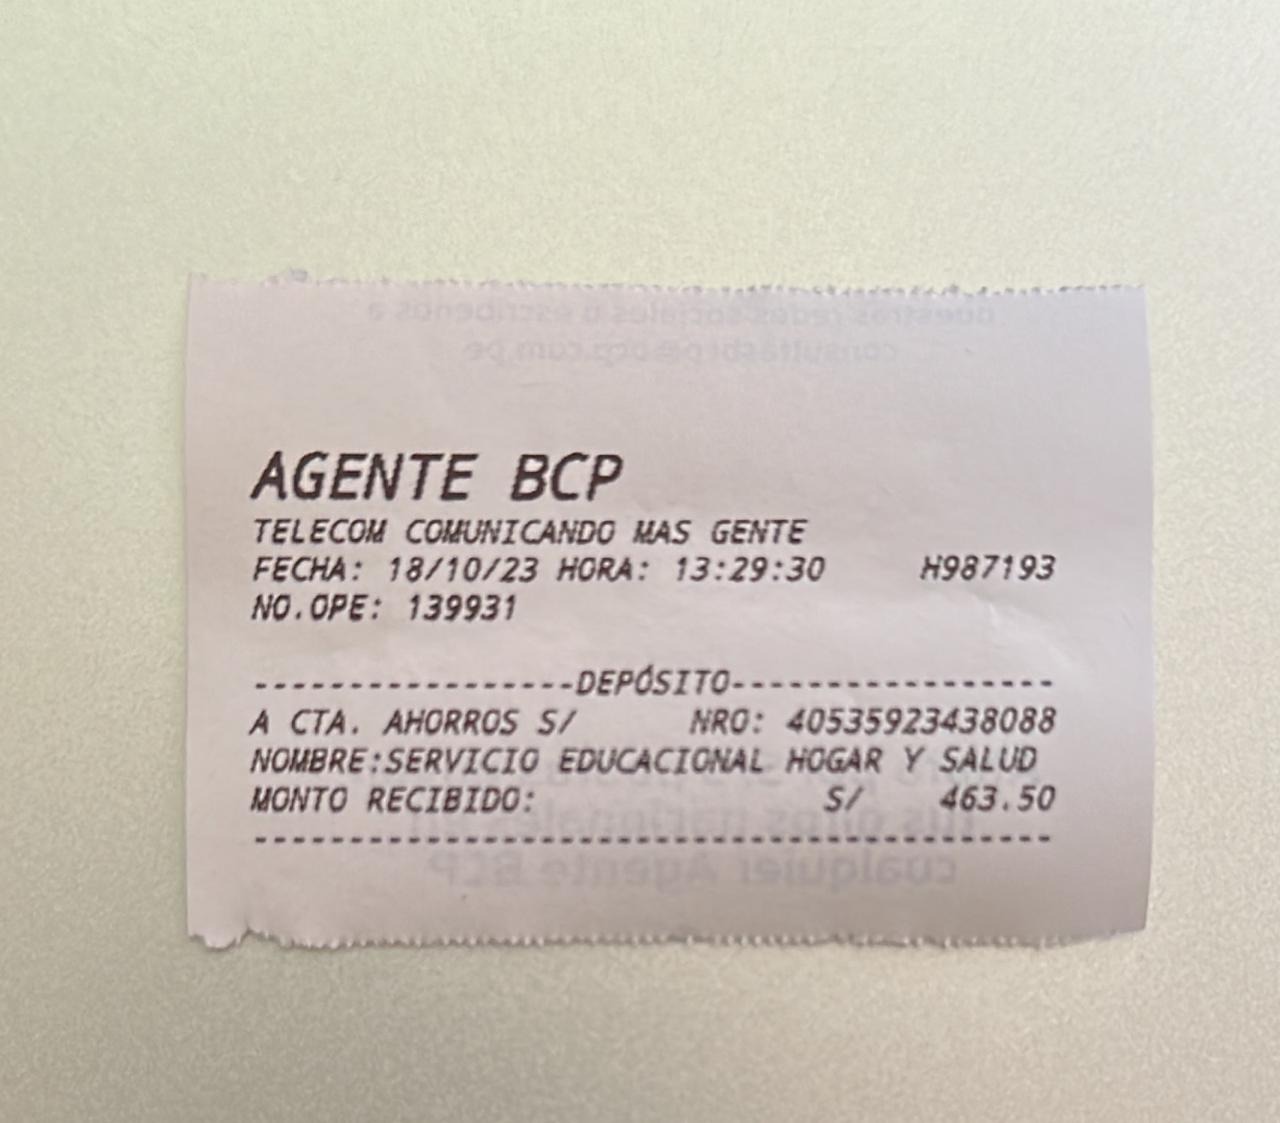 AGENTE BCP
TELECOM COMUNICANDO MAS GENTE
FECHA: 18/10/23 HORA: 13:29:30 H987193
NO.OPE: 139931
-----------------DEPÓSITO-----------------
A CTA. AHORROS S/ NRO: 40535923438088
NOMBRE:SERVICIO EDUCACIONAL HOGAR Y SALUD
MONTO RECIBIDO: S/ 463.50
------------------------------------------